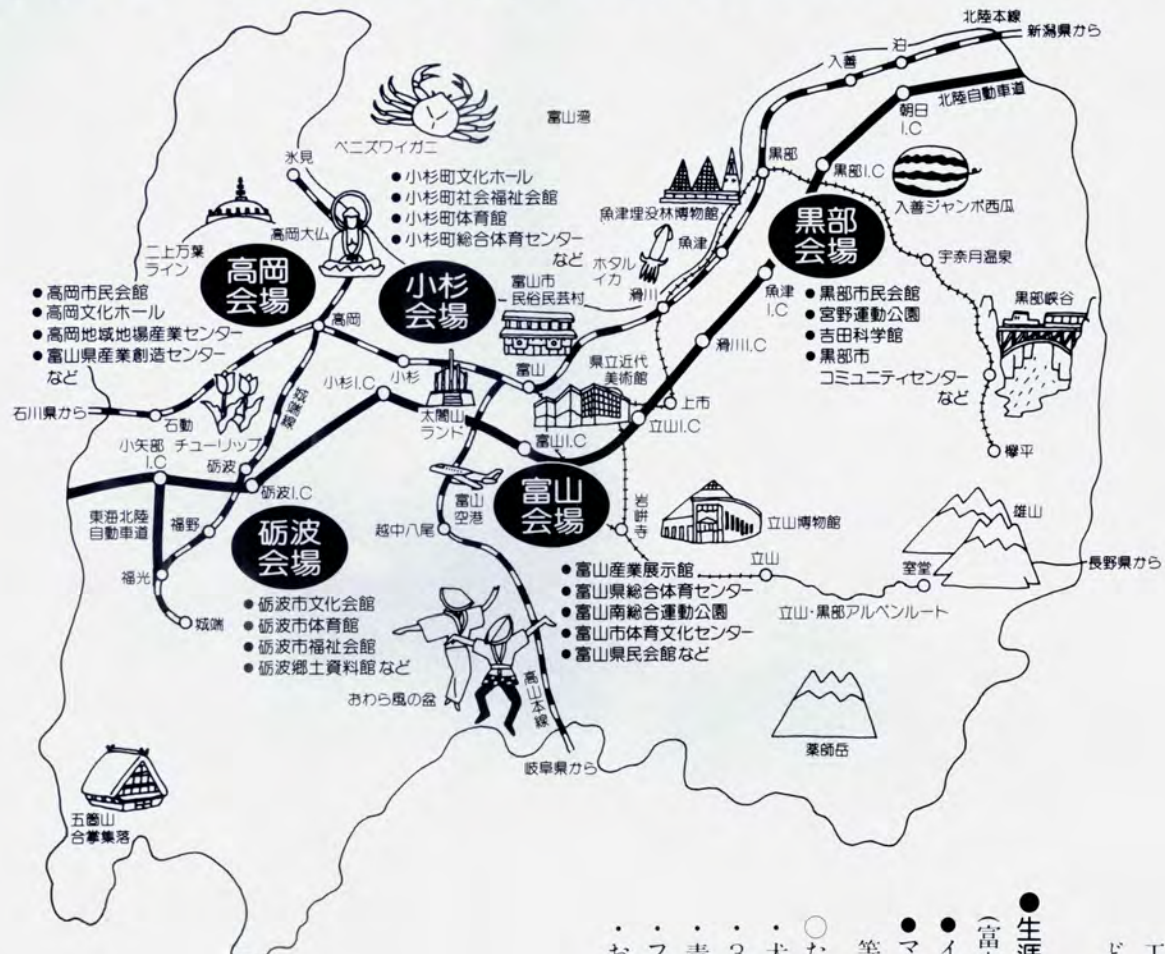 北陸本線
新潟県から
泊
入善
北陸自動車道
朝日
I.C
富山湾
ベニズワイガニ
氷見
黒部
黒部I.C
入善ジャンボ西瓜
●小杉町文化ホール
●小杉町社会福祉会館
●小杉町体育館
●小杉町総合体育センター
など
魚津埋没林博物館
黒部
会場
高岡大仏
二上万葉
ライン
高岡
会場
小杉
会場
ホタル
イカ
魚津
宇奈月温泉
富山市
民俗民芸村
滑川
魚津
I.C
黒部峡谷
●高岡市民会館
●高岡文化ホール
●高岡地域地場産業センター
●富山県産業創造センター
など
●黒部市民会館
●宮野運動公園
●吉田科学館
●黒部市
コミュニティセンター
など
高岡
滑川I.C
小杉
富山
県立近代
美術館
小杉I.C
太閤山
ランド
上市
石川県から
石動
チューリップ
城端線
立山I.C
富山I.C
小矢部
I.C
砺波
欅平
砺波I.C
富山
空港
富山
会場
岩峅寺
立山博物館
雄山
東海北陸
自動車道
福野
砺波
会場
越中八尾
福光
立山
室堂
長野県から
立山・黒部アルペンルート
●富山産業展示館
●富山県総合体育センター
●富山南総合運動公園
●富山市体育文化センター
●富山県民会館など
城端
●砺波市文化会館
●砺波市体育館
●砺波市福祉会館
●砺波郷土資料館など
おわら風の盆
高山本線
薬師岳
岐阜県から
五箇山
合掌集落
ど
●生涯
(富
●イ
●マ
等
○
・
・3
・
・
・お